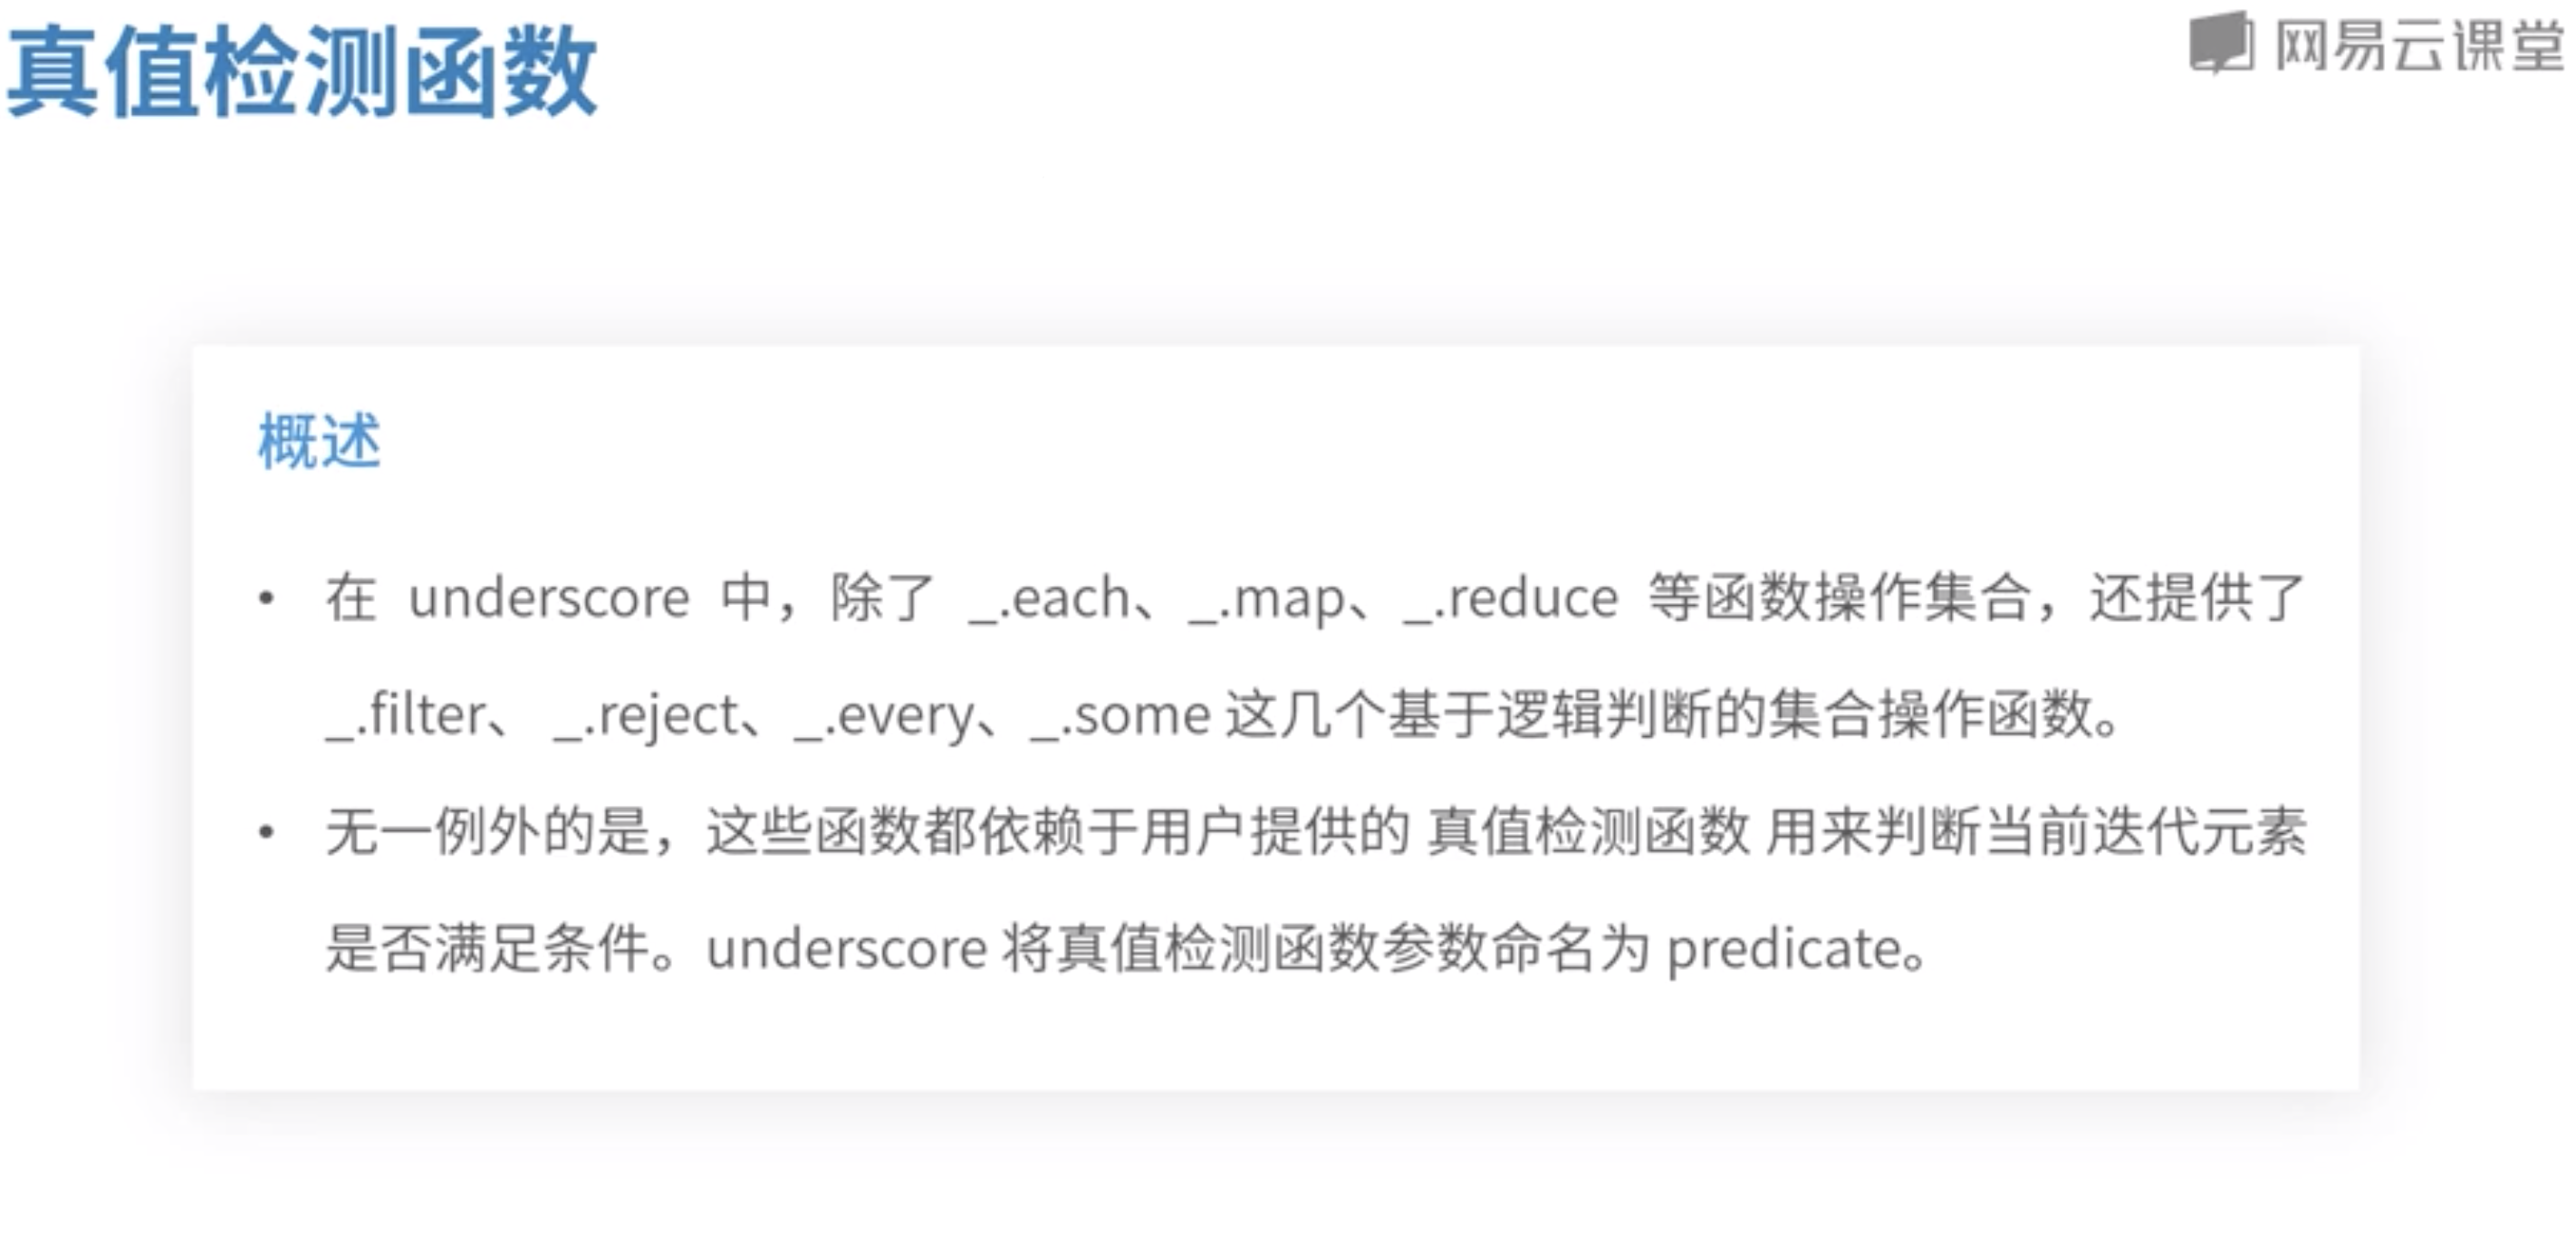 真值检测函数
网易云课堂
概述
• 在 underscore 中，除了 _.each、_.map、_.reduce 等函数操作集合，还提供了
_.filter、 _.reject、_.every、_.some 这几个基于逻辑判断的集合操作函数。
• 无一例外的是，这些函数都依赖于用户提供的 真值检测函数 用来判断当前迭代元素
是否满足条件。underscore 将真值检测函数参数命名为 predicate。